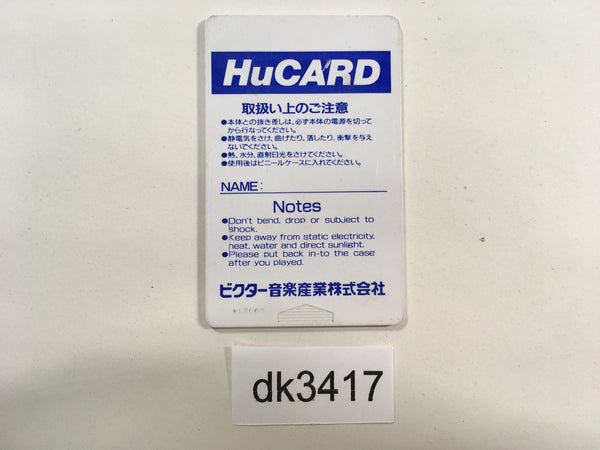 HuCARD
取扱い上のご注意
●本体との抜き差しは、必ず本体の電源を切って
から行なってください。
●静電気をさけ、曲げたり、落したり、衝撃を与え
ないでください。
●熱、水分、直射日光をさけてください。
●使用後はビニールケースに入れてください。
NAME:
Notes
●Don't bend, drop or subject to
shock.
●Keep away from static electricity,
heat, water and direct sunlight.
●Please put back in-to the case
after you played.
ビクター音楽産業株式会社
dk3417